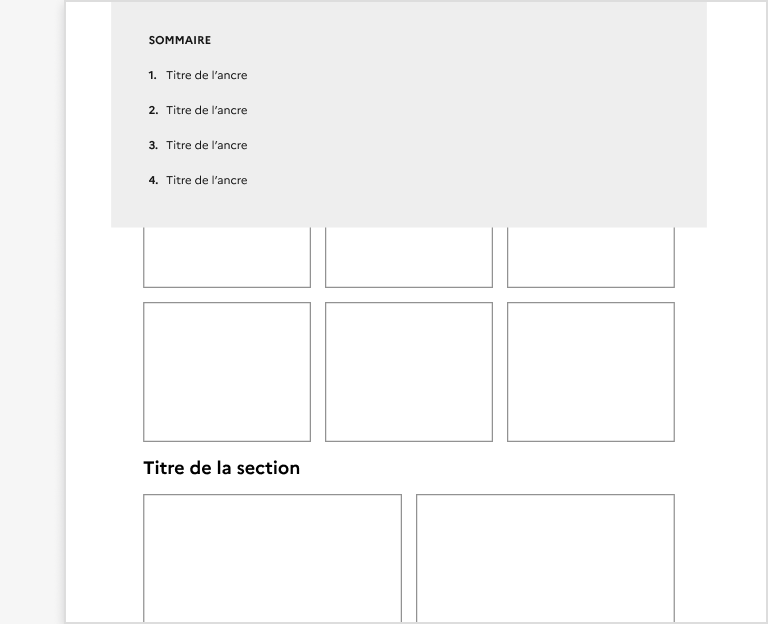 SOMMAIRE
1. Titre de l’ancre
2. Titre de l’ancre
3. Titre de l’ancre
4. Titre de l’ancre
Titre de la section